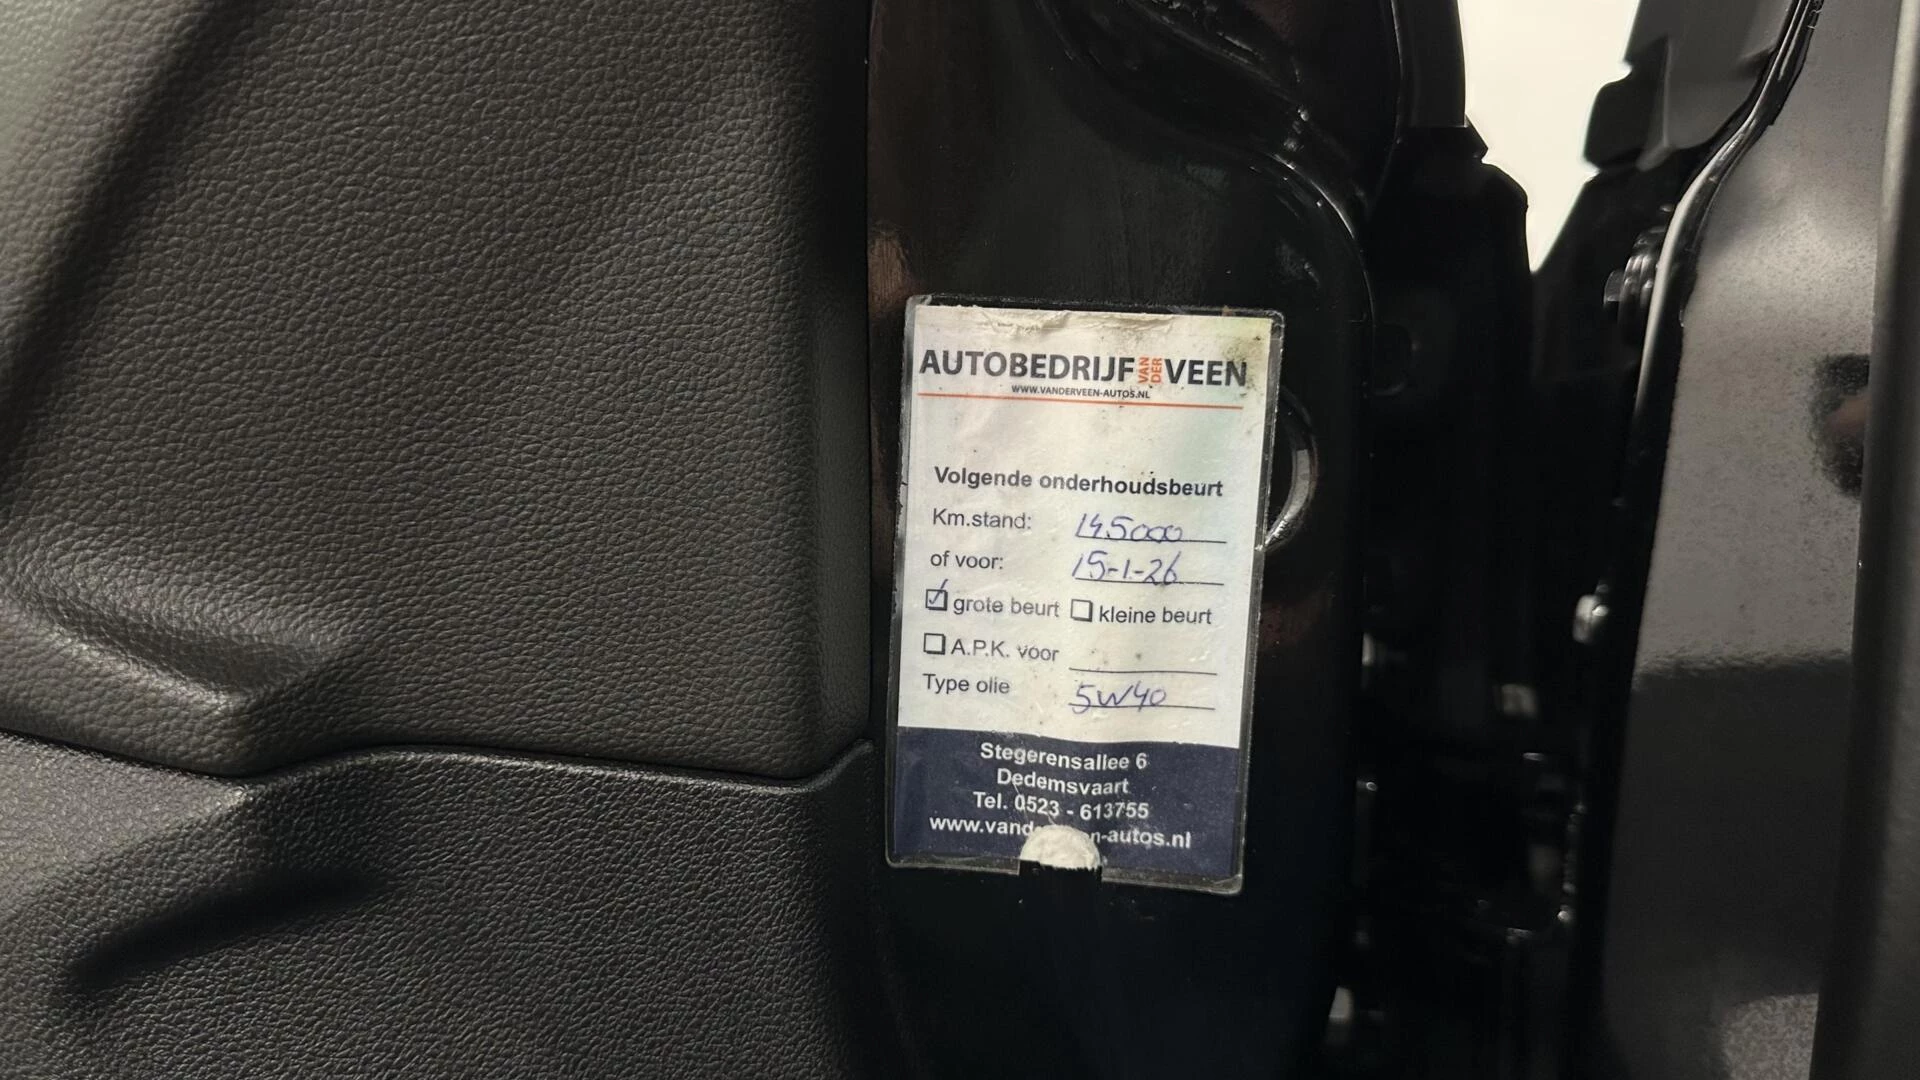 AUTOBEDRIJF VAN DER VEEN
WWW.VANDERVEEN-AUTOS.NL
Volgende onderhoudsbeurt
Km.stand: 145000
of voor: 15-1-26
grote beurt kleine beurt
A.P.K. voor
Type olie 5W40
Stegerensallee 6
Dedemsvaart
Tel. 0523 - 613755